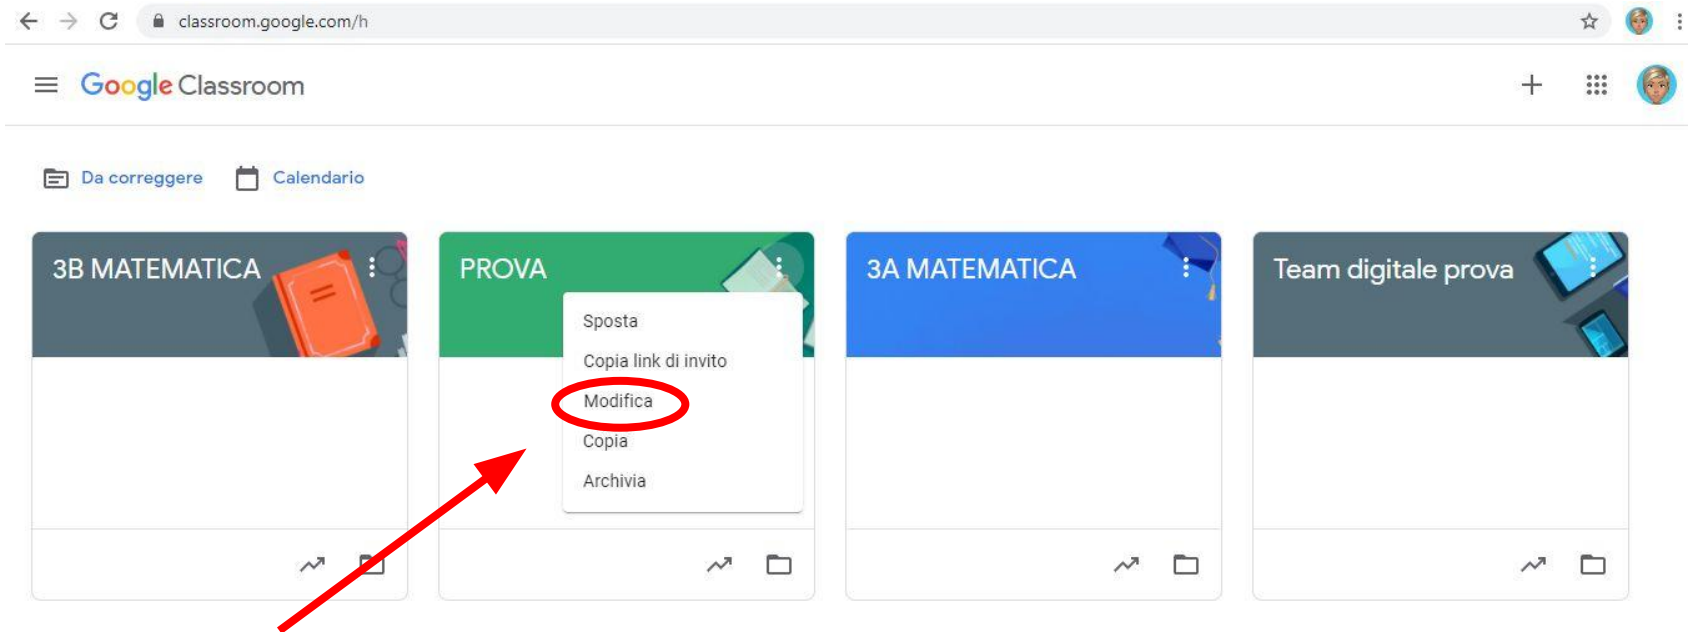 classroom.google.com/h
Google Classroom
Da correggere
Calendario
3B MATEMATICA
PROVA
3A MATEMATICA
Team digitale prova
Sposta
Copia link di invito
Modifica
Copia
Archivia